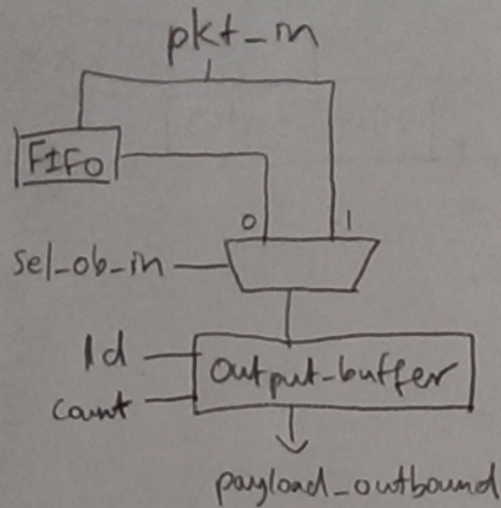 pkt_in
FIFO
0 1
sel_ob_in
ld
output_buffer
count
payload_outbound